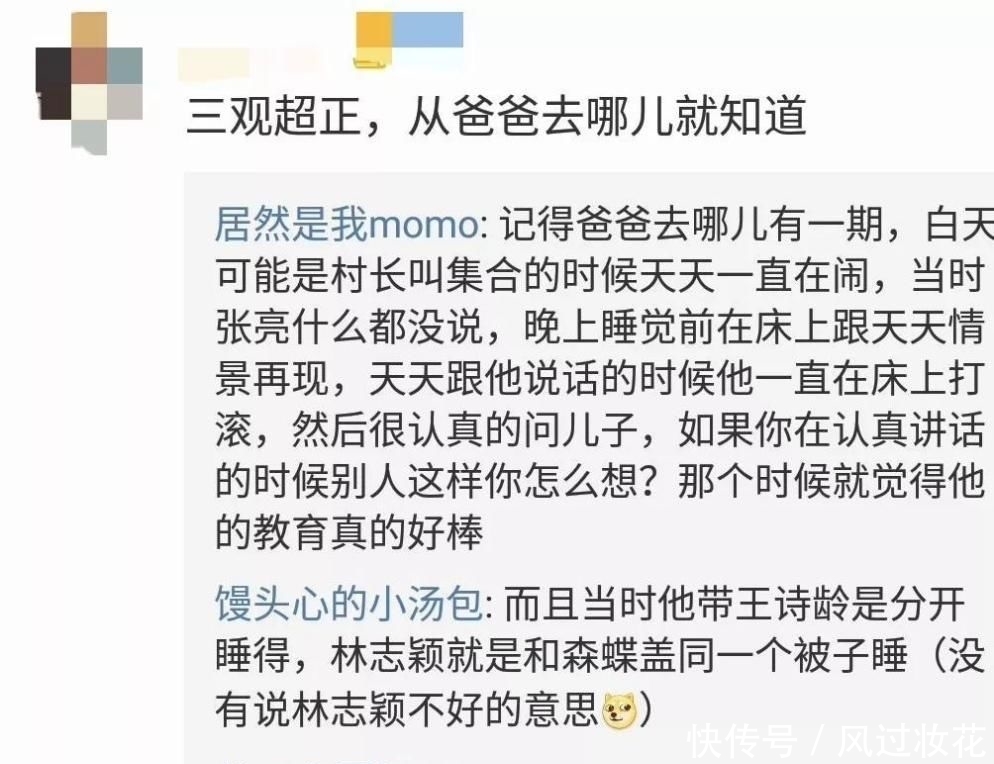 三观超正，从爸爸去哪儿就知道
居然是我momo: 记得爸爸去哪儿有一期，白天
可能是村长叫集合的时候天天一直在闹，当时
张亮什么都没说，晚上睡觉前在床上跟天天情
景再现，天天跟他说话的时候他一直在床上打
滚，然后很认真的问儿子，如果你在认真讲话
的时候别人这样你怎么想？那个时候就觉得他
的教育真的好棒
馒头心的小汤包: 而且当时他带王诗龄是分开
睡得，林志颖就是和森蝶盖同一个被子睡（没
有说林志颖不好的意思）
快传号 / 风过妆花